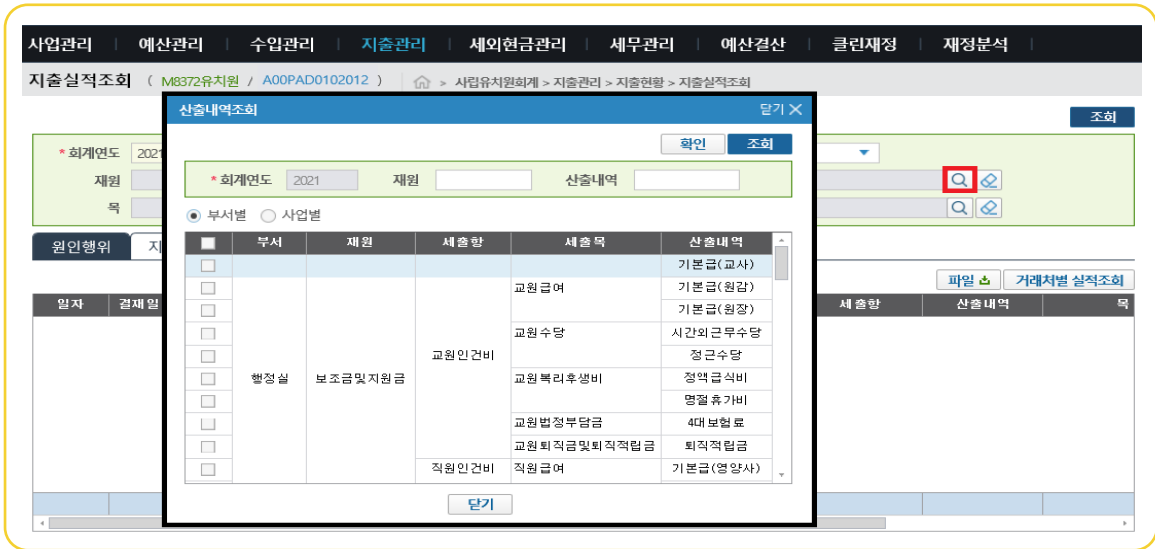 사업관리 예산관리 수입관리 지출관리 세외현금관리 세무관리 예산결산 클린재정 재정분석
지출실적조회 ( M8372유치원 / A00PAD0102012 ) > 사립유치원회계 > 지출관리 > 지출현황 > 지출실적조회
조회
* 회계연도 2021
재원
목
원인행위
파일 거래처별 실적조회
일자 결재일 세출항 산출내역 목
산출내역조회 닫기
확인 조회
* 회계연도 2021 재원 산출내역
부서별 사업별
부서 재원 세출항 세출목 산출내역
기본급(교사)
교원급여 기본급(원감)
기본급(원장)
교원수당 시간외근무수당
교원인건비 정근수당
행정실 보조금및지원금 교원복리후생비 정액급식비
명절휴가비
교원법정부담금 4대보험료
교원퇴직금및퇴직적립금 퇴직적립금
직원인건비 직원급여 기본급(영양사)
닫기